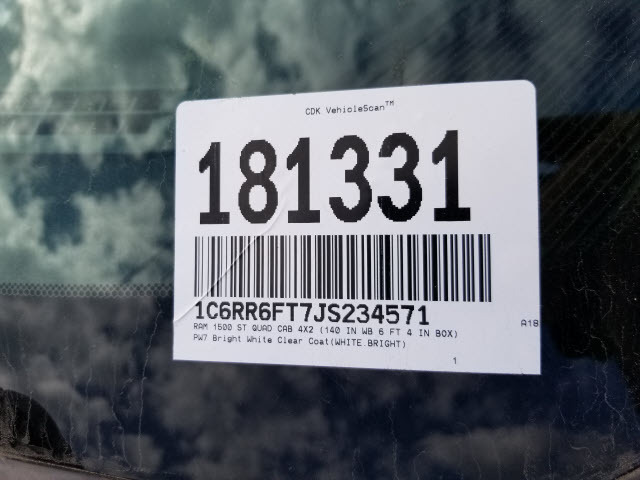 CDK VehicleScan™
181331
1C6RR6FT7JS234571
RAM 1500 ST QUAD CAB 4X2 (140 IN WB 6 FT 4 IN BOX)
A18
PW7 Bright White Clear Coat(WHITE.BRIGHT)
1